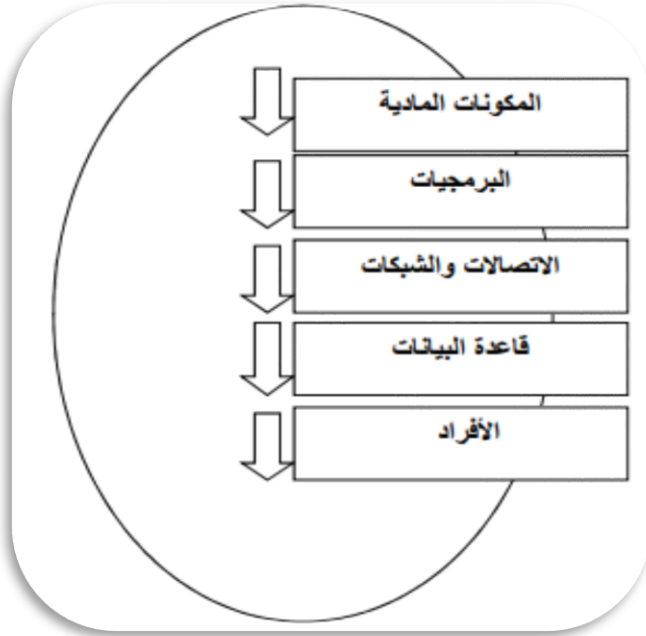 المكونات المادية
البرمجيات
الاتصالات والشبكات
قاعدة البيانات
الأفراد